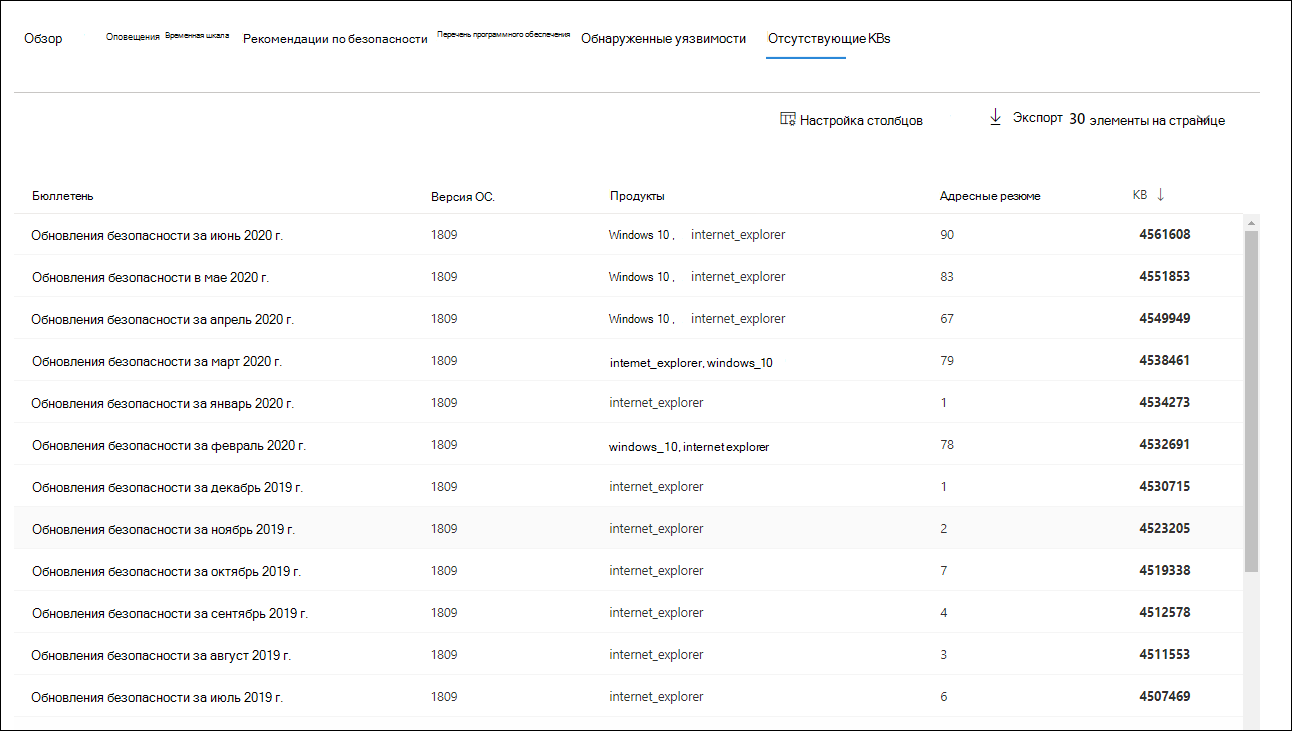 Обзор Оповещения Временная шкала Рекомендации по безопасности Перечень программного обеспечения Обнаруженные уязвимости Отсутствующие KBs
Настройка столбцов Экспорт 30 элементы на странице
Бюллетень Версия ОС. Продукты Адресные резюме KB
Обновления безопасности за июнь 2020 г. 1809 Windows 10 , internet_explorer 90 4561608
Обновления безопасности в мае 2020 г. 1809 Windows 10 , internet_explorer 83 4551853
Обновления безопасности за апрель 2020 г. 1809 Windows 10 , internet_explorer 67 4549949
Обновления безопасности за март 2020 г. 1809 intemet_explorer, windows_10 79 4538461
Обновления безопасности за январь 2020 г. 1809 internet_explorer 1 4534273
Обновления безопасности за февраль 2020 г. 1809 windows_10, internet explorer 78 4532691
Обновления безопасности за декабрь 2019 г. 1809 internet_explorer 1 4530715
Обновления безопасности за ноябрь 2019 г. 1809 internet_explorer 2 4523205
Обновления безопасности за октябрь 2019 г. 1809 internet_explorer 7 4519338
Обновления безопасности за сентябрь 2019 г. 1809 internet_explorer 4 4512578
Обновления безопасности за август 2019 г. 1809 internet_explorer 3 4511553
Обновления безопасности за июль 2019 г. 1809 internet_explorer 6 4507469